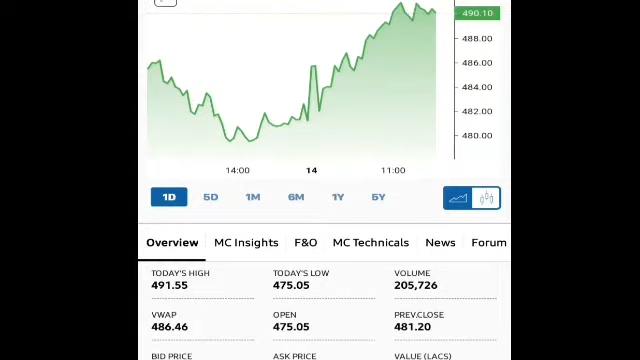 490.10
488.00
486.00
484.00
482.00
480.00
14:00 14 11:00
1D 5D 1M 6M 1Y 5Y
Overview MC Insights F&O MC Technicals News Forum
TODAY'S HIGH TODAY'S LOW VOLUME
491.55 475.05 205,726
VWAP OPEN PREV.CLOSE
486.46 475.05 481.20
BID PRICE ASK PRICE VALUE (LACS)